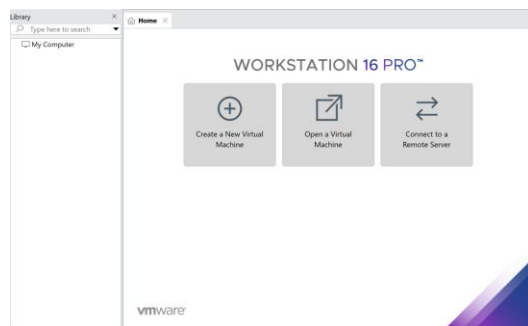 Library
Type here to search
My Computer
Home
WORKSTATION 16 PRO™
Create a New Virtual
Machine
Open a Virtual
Machine
Connect to a
Remote Server
vmware